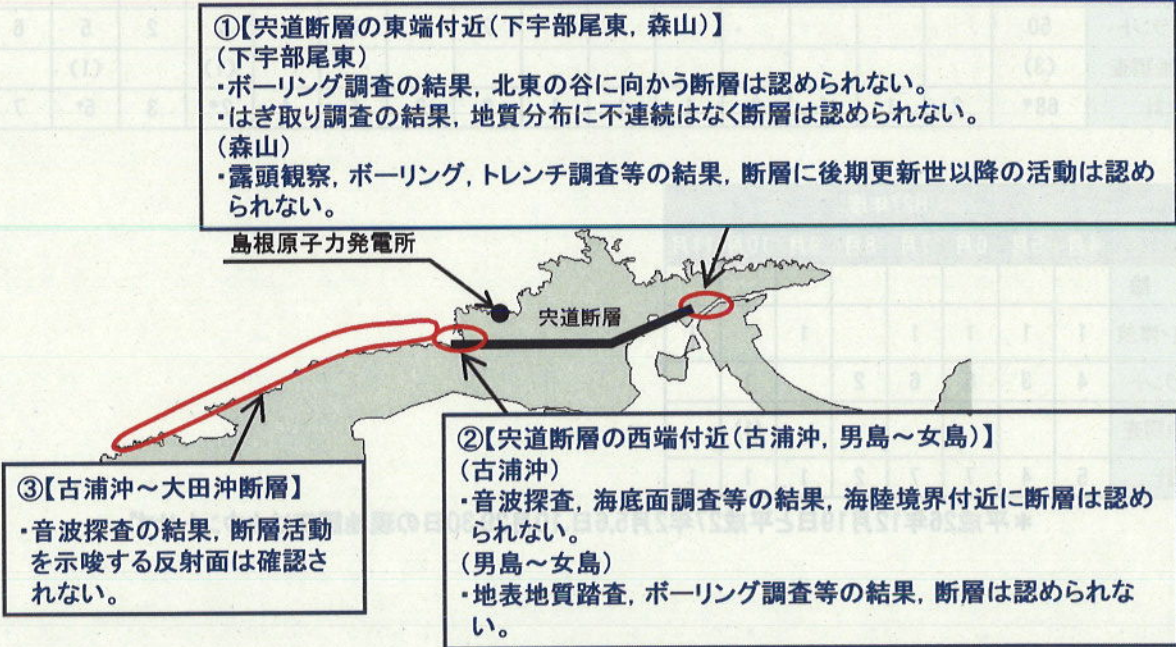 ①【宍道断層の東端付近(下宇部尾東, 森山)】
(下宇部尾東)
・ボーリング調査の結果, 北東の谷に向かう断層は認められない。
・はぎ取り調査の結果, 地質分布に不連続はなく断層は認められない。
(森山)
・露頭観察, ボーリング, トレンチ調査等の結果, 断層に後期更新世以降の活動は認め
られない。
島根原子力発電所
宍道断層
②【宍道断層の西端付近(古浦沖, 男島～女島)】
(古浦沖)
・音波探査, 海底面調査等の結果, 海陸境界付近に断層は認め
られない。
(男島～女島)
・地表地質踏査, ボーリング調査等の結果, 断層は認められな
い。
③【古浦沖～大田沖断層】
・音波探査の結果, 断層活動
を示唆する反射面は確認さ
れない。